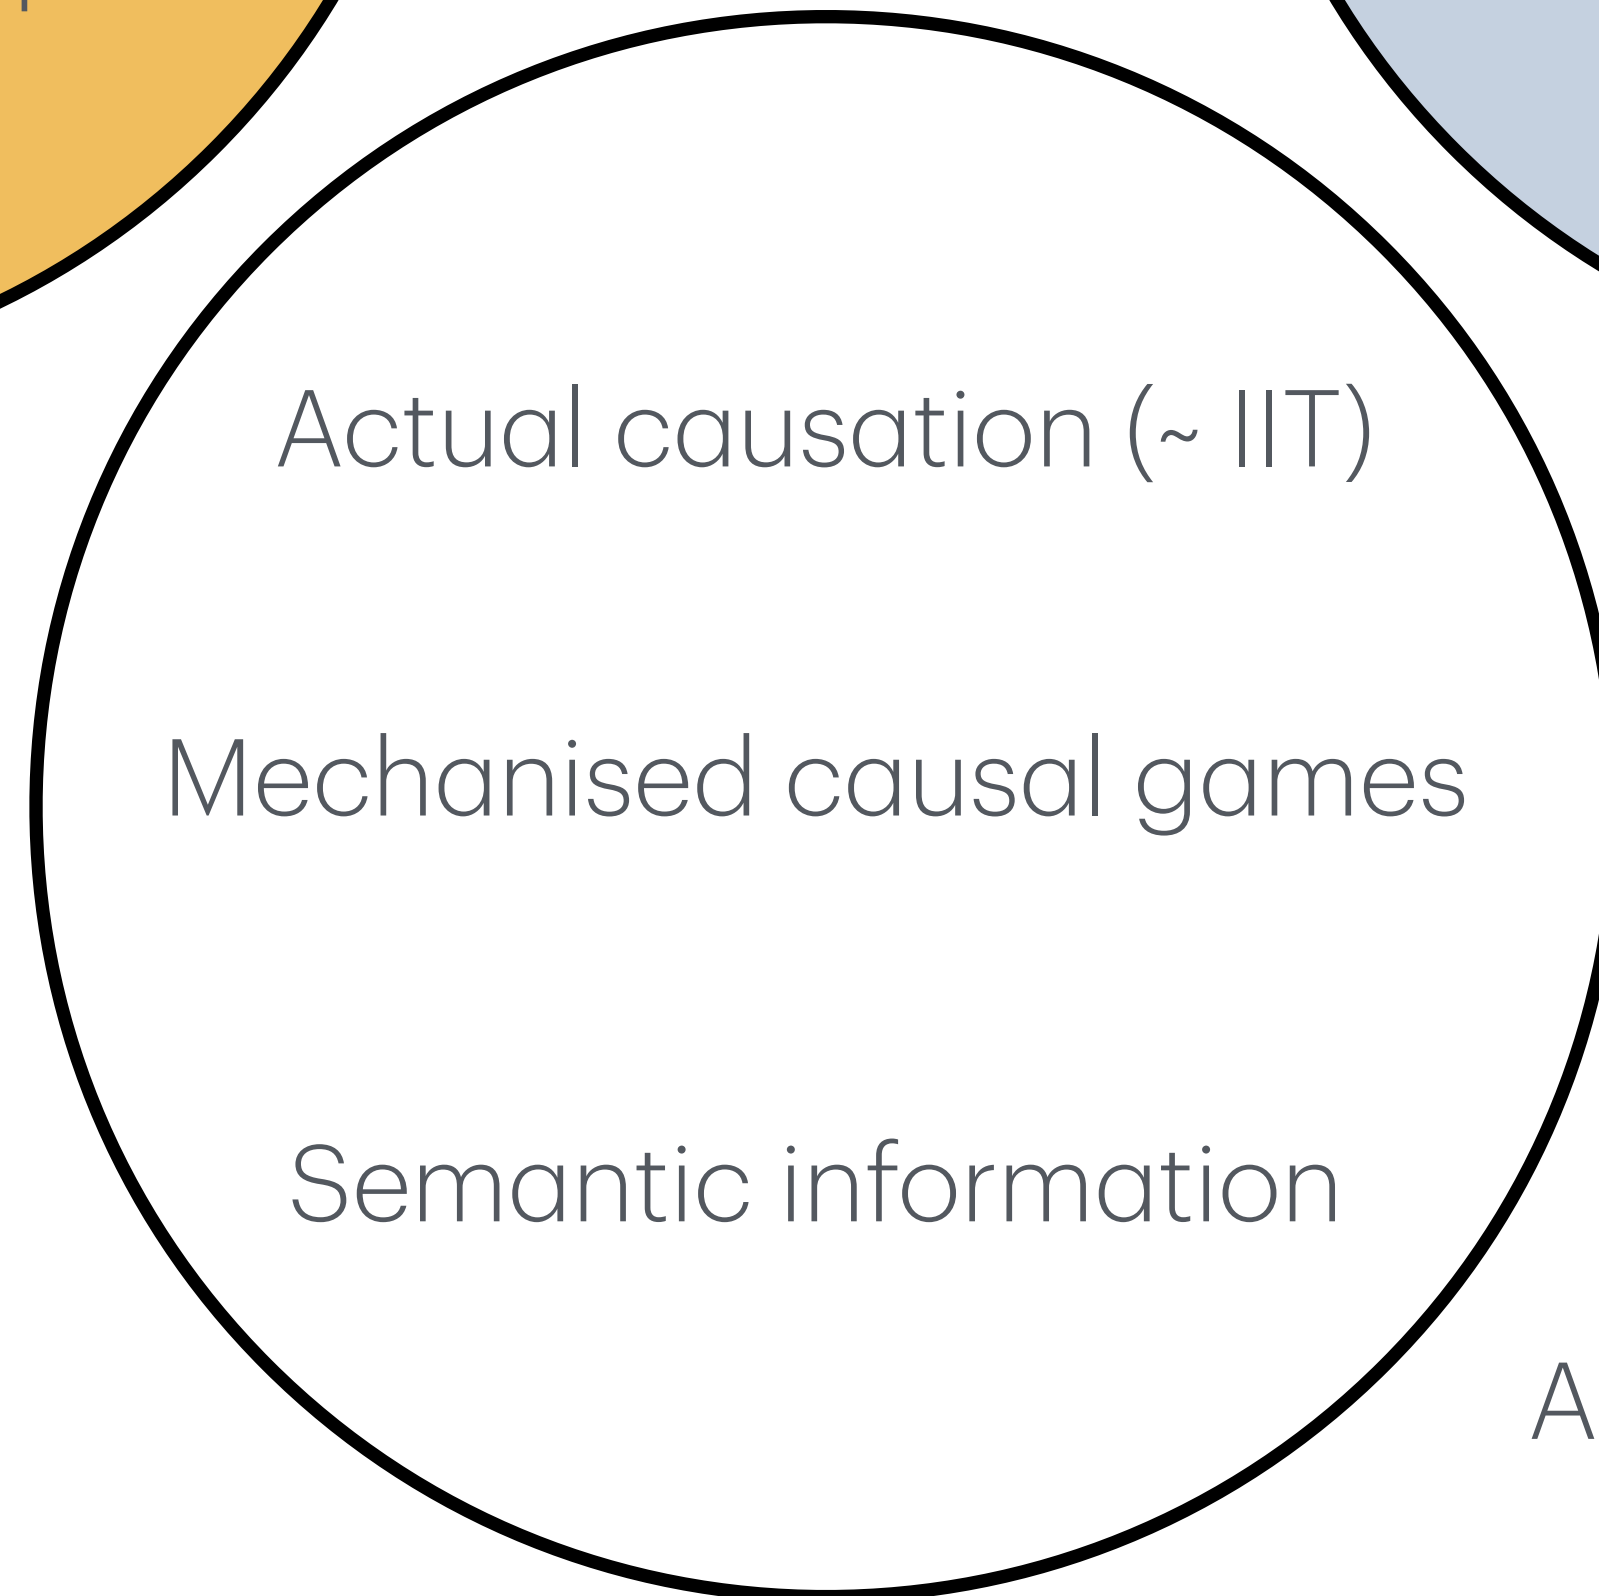 Actual causation (~ IIT)
Mechanised causal games
Semantic information
A